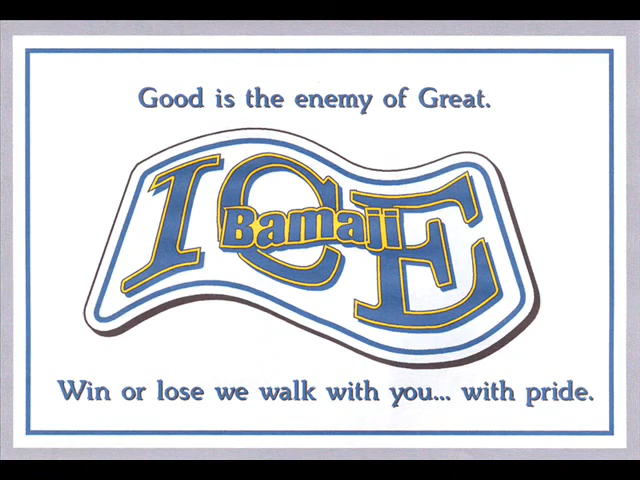 Good is the enemy of Great.
ICE
Bamaji
Win or lose we walk with you... with pride.